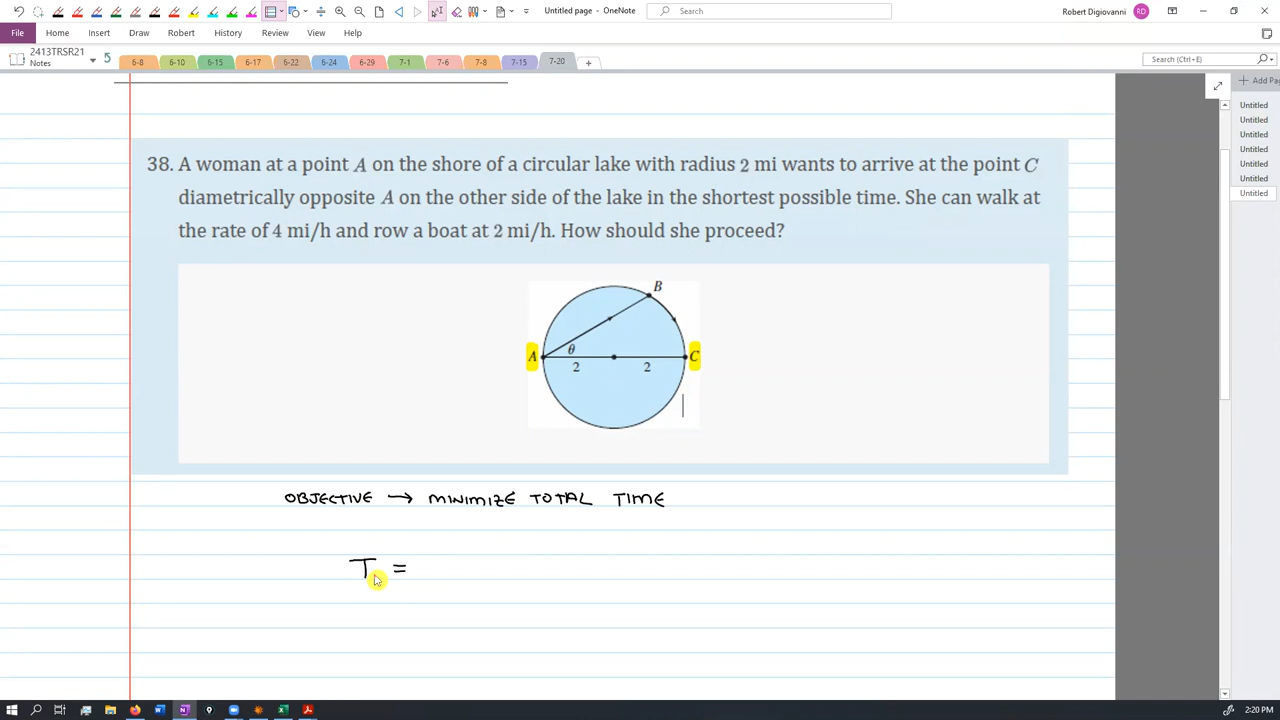 Untitled page - OneNote
Search
Robert Digiovanni
RD
File
Home
Insert
Draw
Robert
History
Review
View
Help
2413TRSR21
Notes
5
6-8
6-10
6-15
6-17
6-22
6-24
6-29
7-1
7-6
7-8
7-15
7-20
Search (Ctrl+E)
Add Pag
Untitled
Untitled
Untitled
Untitled
Untitled
Untitled
Untitled
38. A woman at a point A on the shore of a circular lake with radius 2 mi wants to arrive at the point C
diametrically opposite A on the other side of the lake in the shortest possible time. She can walk at
the rate of 4 mi/h and row a boat at 2 mi/h. How should she proceed?
B
A
θ
C
2
2
OBJECTIVE → MINIMIZE TOTAL TIME
T =
2:20 PM